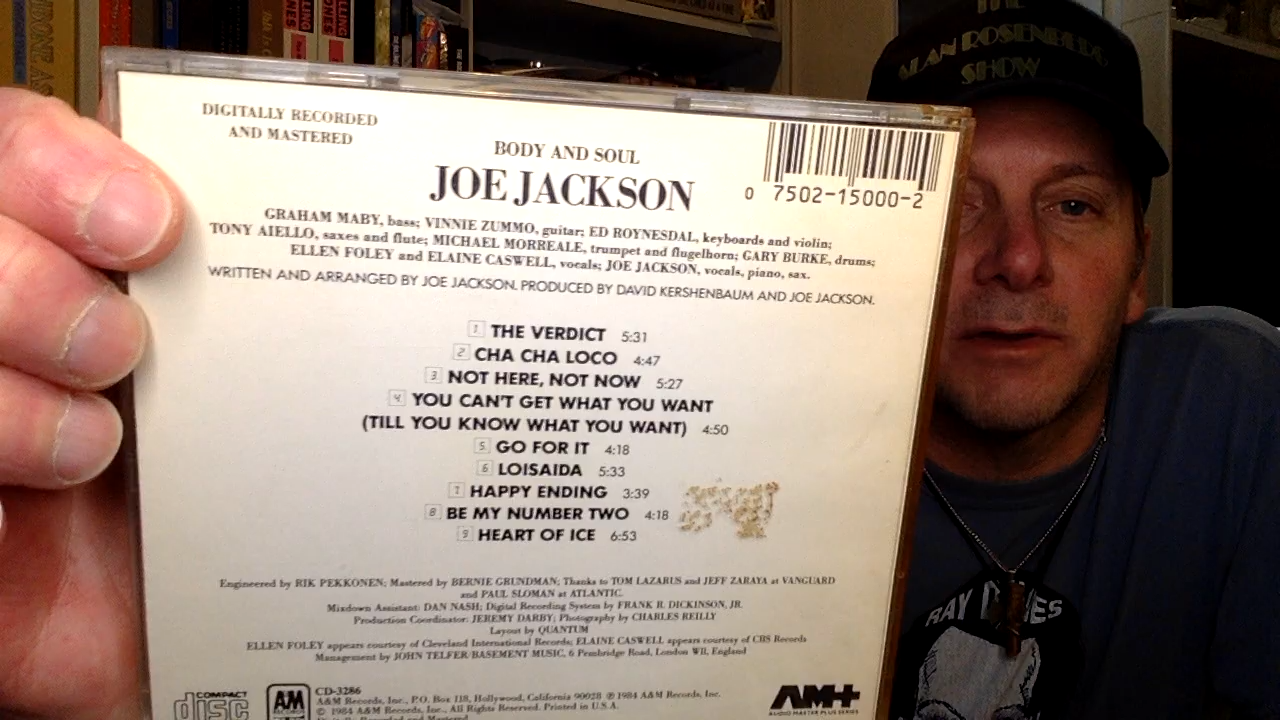 THE
ALAN ROSENBERG
SHOW
DIGITALLY RECORDED
AND MASTERED
BODY AND SOUL
JOE JACKSON
0 7502-15000-2
GRAHAM MABY, bass; VINNIE ZUMMO, guitar; ED ROYNESDAL, keyboards and violin;
TONY AIELLO, saxes and flute; MICHAEL MORREALE, trumpet and flugelhorn; GARY BURKE, drums;
ELLEN FOLEY and ELAINE CASWELL, vocals; JOE JACKSON, vocals, piano, sax.
WRITTEN AND ARRANGED BY JOE JACKSON. PRODUCED BY DAVID KERSHENBAUM AND JOE JACKSON.
1 THE VERDICT 5:31
2 CHA CHA LOCO 4:47
3 NOT HERE, NOT NOW 5:27
4 YOU CAN'T GET WHAT YOU WANT
(TILL YOU KNOW WHAT YOU WANT) 4:50
5 GO FOR IT 4:18
6 LOISAIDA 5:33
7 HAPPY ENDING 3:39
8 BE MY NUMBER TWO 4:18
9 HEART OF ICE 6:53
Engineered by RIK PEKKONEN; Mastered by BERNIE GRUNDMAN; Thanks to TOM LAZARUS and JEFF ZARAYA at VANGUARD
and PAUL SLOMAN at ATLANTIC.
Mixdown Assistant: DAN NASH; Digital Recording System by FRANK R. DICKINSON, JR.
Production Coordinator: JEREMY DARBY; Photography by CHARLES REILLY
Layout by QUANTUM
ELLEN FOLEY appears courtesy of Cleveland International Records; ELAINE CASWELL appears courtesy of CBS Records
Management by JOHN TELFER/BASEMENT MUSIC, 6 Pembridge Road, London W11, England
COMPACT
disc
A&M
RECORDS
CD-3286
A&M Records, Inc., P.O. Box 118, Hollywood, California 90028 ℗ 1984 A&M Records, Inc.
© 1984 A&M Records, Inc., All Rights Reserved. Printed in U.S.A.
Digitally Recorded and Mastered
AM+
AUDIO MASTER PLUS SERIES
RAY